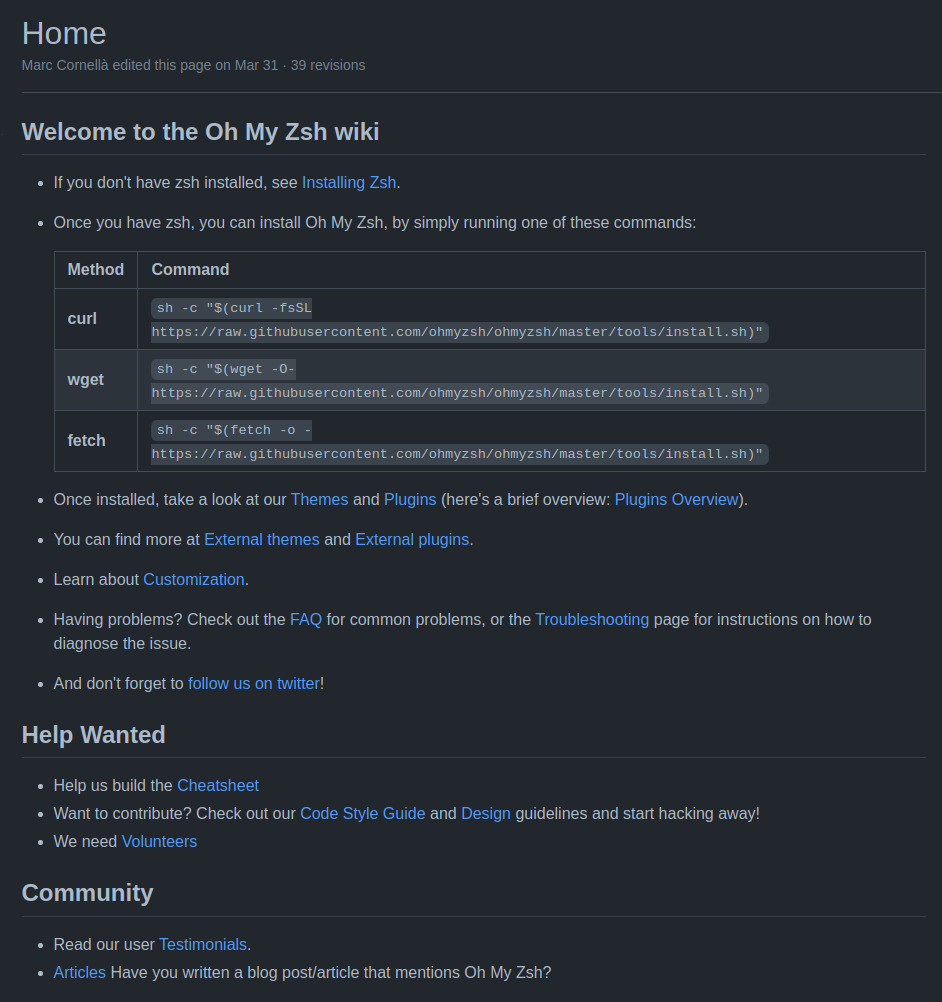 Home
Marc Cornellà edited this page on Mar 31 · 39 revisions
Welcome to the Oh My Zsh wiki
If you don't have zsh installed, see Installing Zsh.
Once you have zsh, you can install Oh My Zsh, by simply running one of these commands:
Method Command
curl
sh -c "$(curl -fsSL
https://raw.githubusercontent.com/ohmyzsh/ohmyzsh/master/tools/install.sh)"
wget
sh -c "$(wget -O-
https://raw.githubusercontent.com/ohmyzsh/ohmyzsh/master/tools/install.sh)"
fetch
sh -c "$(fetch -o -
https://raw.githubusercontent.com/ohmyzsh/ohmyzsh/master/tools/install.sh)"
Once installed, take a look at our Themes and Plugins (here's a brief overview: Plugins Overview).
You can find more at External themes and External plugins.
Learn about Customization.
Having problems? Check out the FAQ for common problems, or the Troubleshooting page for instructions on how to
diagnose the issue.
And don't forget to follow us on twitter!
Help Wanted
Help us build the Cheatsheet
Want to contribute? Check out our Code Style Guide and Design guidelines and start hacking away!
We need Volunteers
Community
Read our user Testimonials.
Articles Have you written a blog post/article that mentions Oh My Zsh?